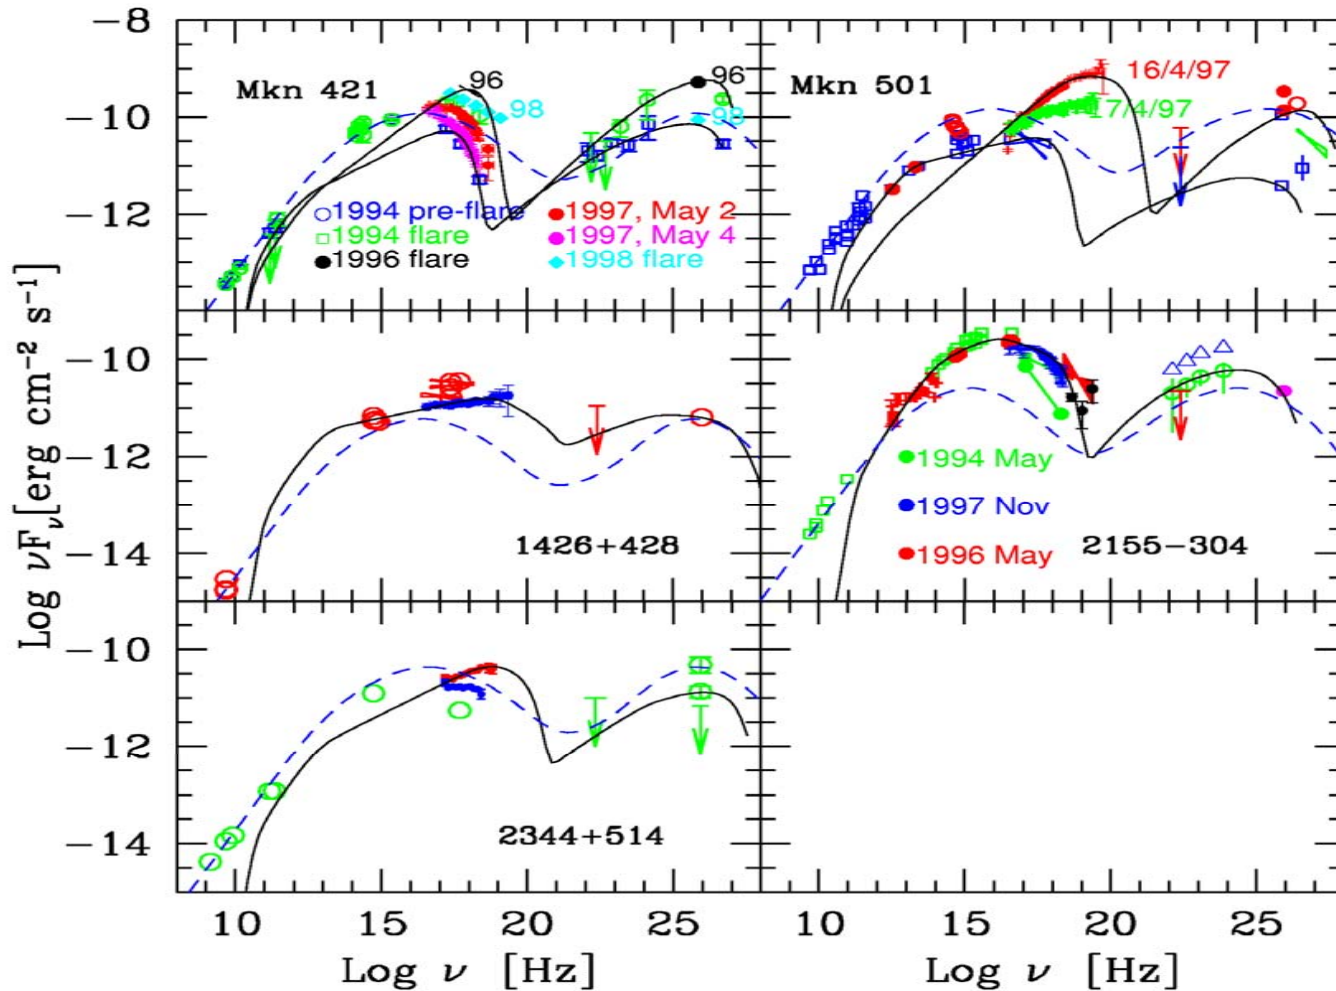 −8
−10
−12
Mkn 421
96
98
96
98
1994 pre-flare
1994 flare
1996 flare
1997, May 2
1997, May 4
1998 flare
Mkn 501
16/4/97
7/4/97
−10
−12
−14
1426+428
1994 May
1997 Nov
1996 May
2155−304
−10
−12
−14
2344+514
10 15 20 25
10 15 20 25
Log ν [Hz]
Log ν [Hz]
Log νFν[erg cm−2 s−1]